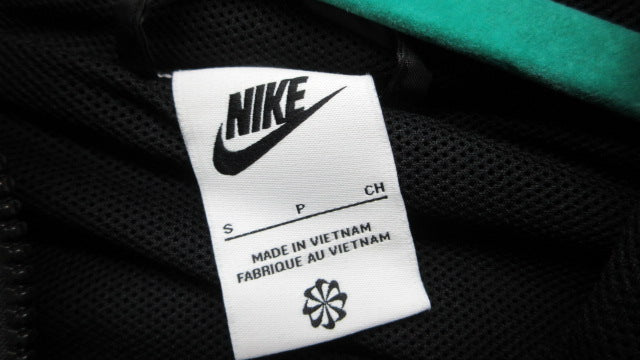 NIKE
S P CH
MADE IN VIETNAM
FABRIQUE AU VIETNAM